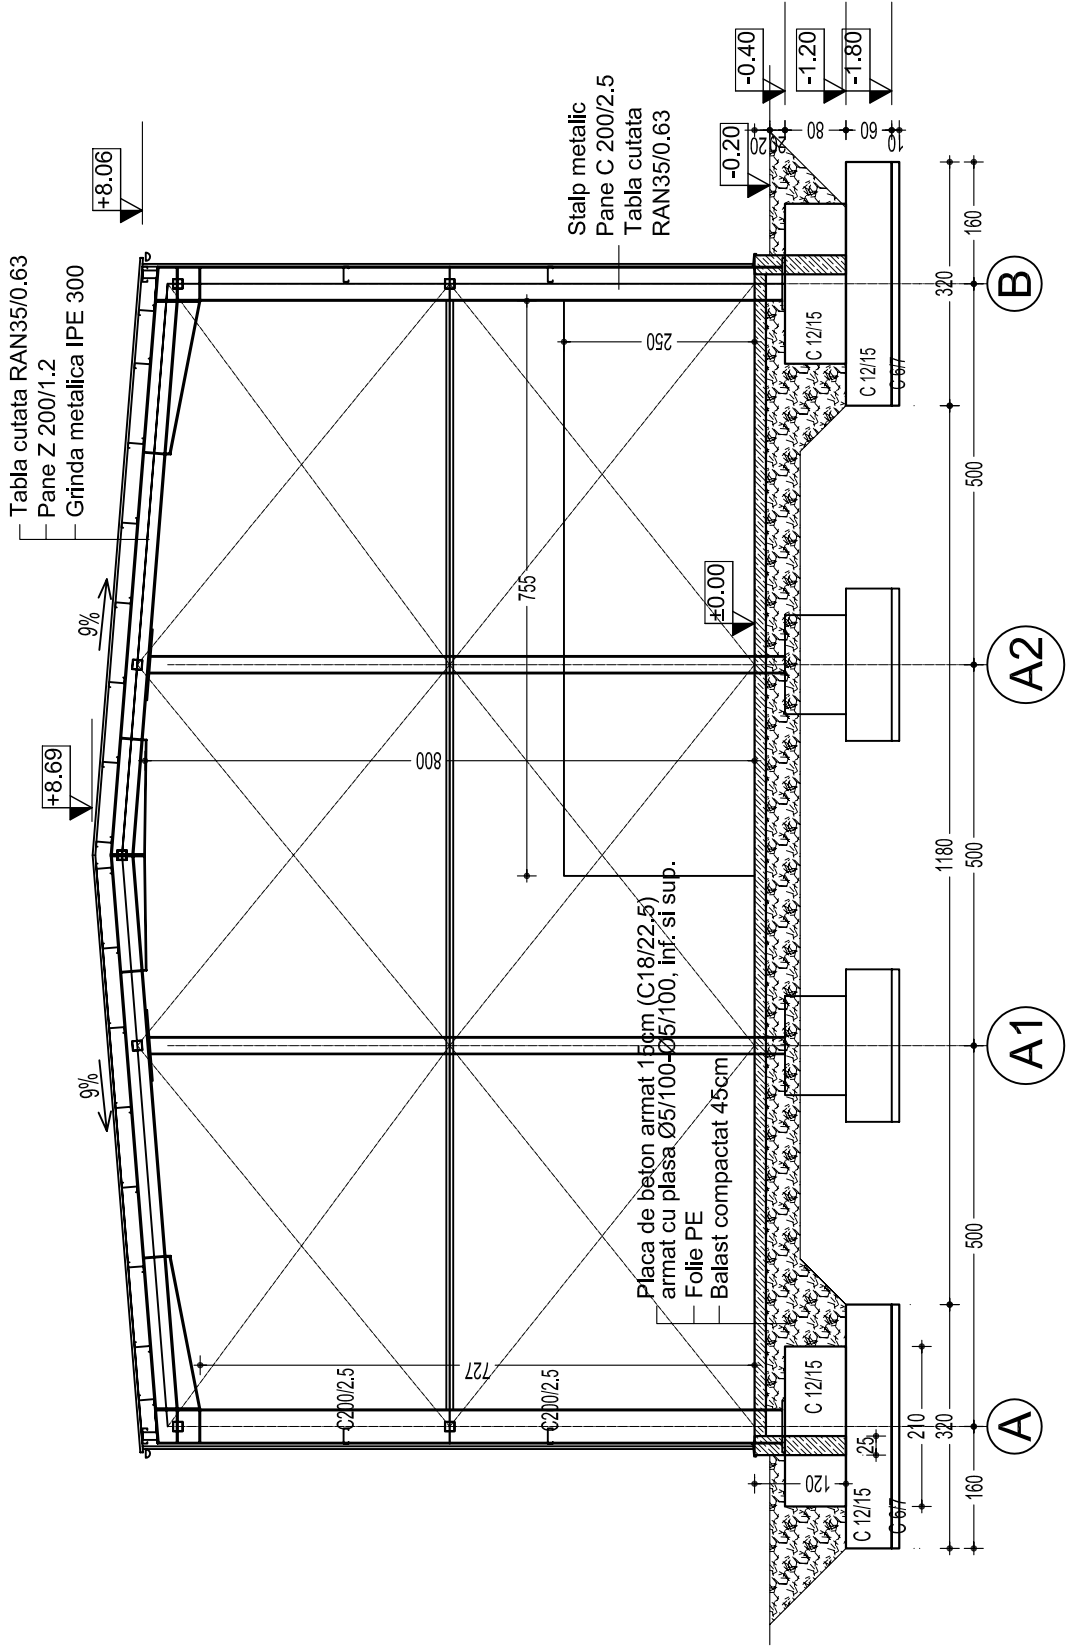 Tabla cutata RAN35/0.63
Pane Z 200/1.2
Grinda metalica IPE 300
+8.06
+8.69
9%
9%
Stalp metalic
Pane C 200/2.5
Tabla cutata
RAN35/0.63
-0.40
-1.20
-1.80
-0.20
±0.00
20
20
80
60
10
250
755
800
727
C200/2.5
C200/2.5
Placa de beton armat 15cm (C18/22.5)
armat cu plasa Ø5/100-Ø5/100, inf. si sup.
Folie PE
Balast compactat 45cm
C 12/15
C 12/15
C 6/7
C 12/15
C 12/15
C 6/7
120
25
210
320
1180
320
160
500
500
500
160
A
A1
A2
B